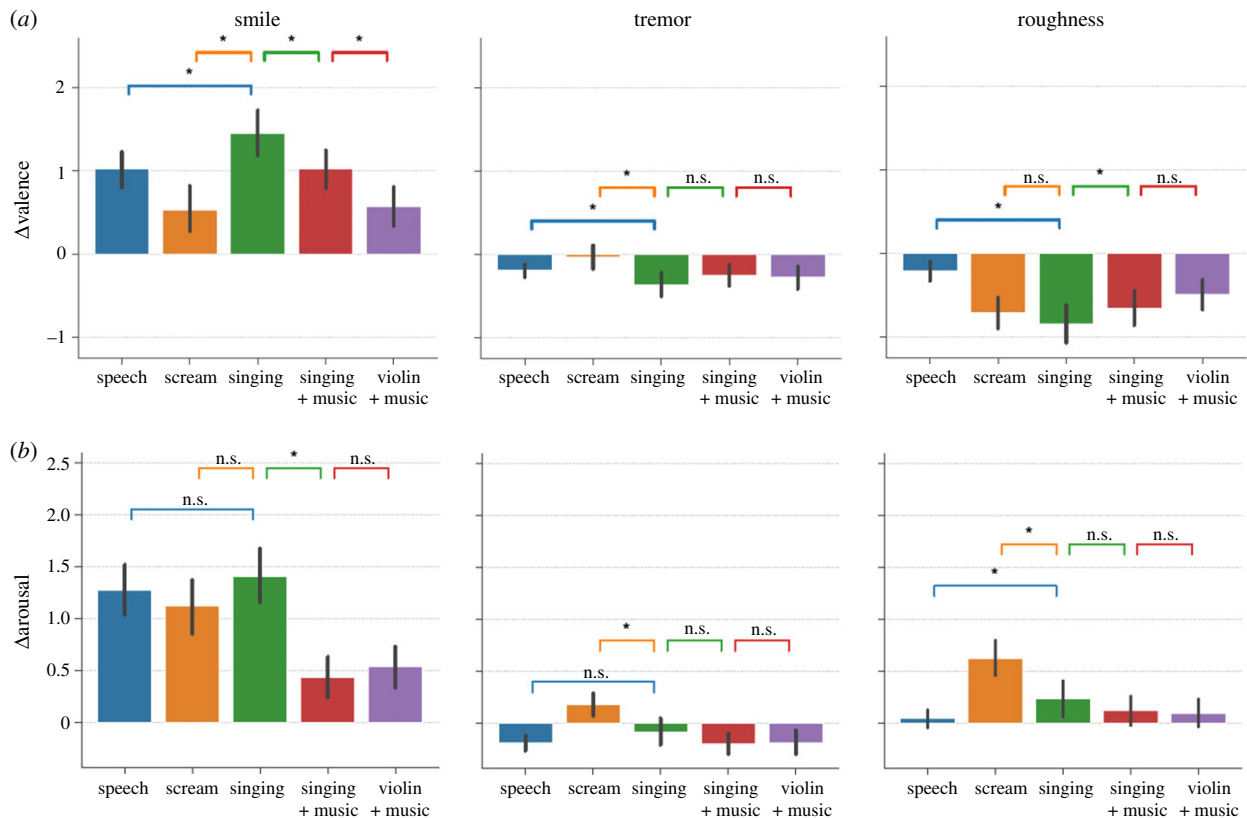 (a) smile tremor roughness
* * *
*
2
1
0
–1
Δvalence
* n.s. n.s.
*
n.s. * n.s.
*
speech scream singing singing + music violin + music
speech scream singing singing + music violin + music
speech scream singing singing + music violin + music
(b)
2.5
2.0
1.5
1.0
0.5
0
Δarousal
n.s. * n.s.
n.s.
* n.s. n.s.
n.s.
* n.s. n.s.
*
speech scream singing singing + music violin + music
speech scream singing singing + music violin + music
speech scream singing singing + music violin + music